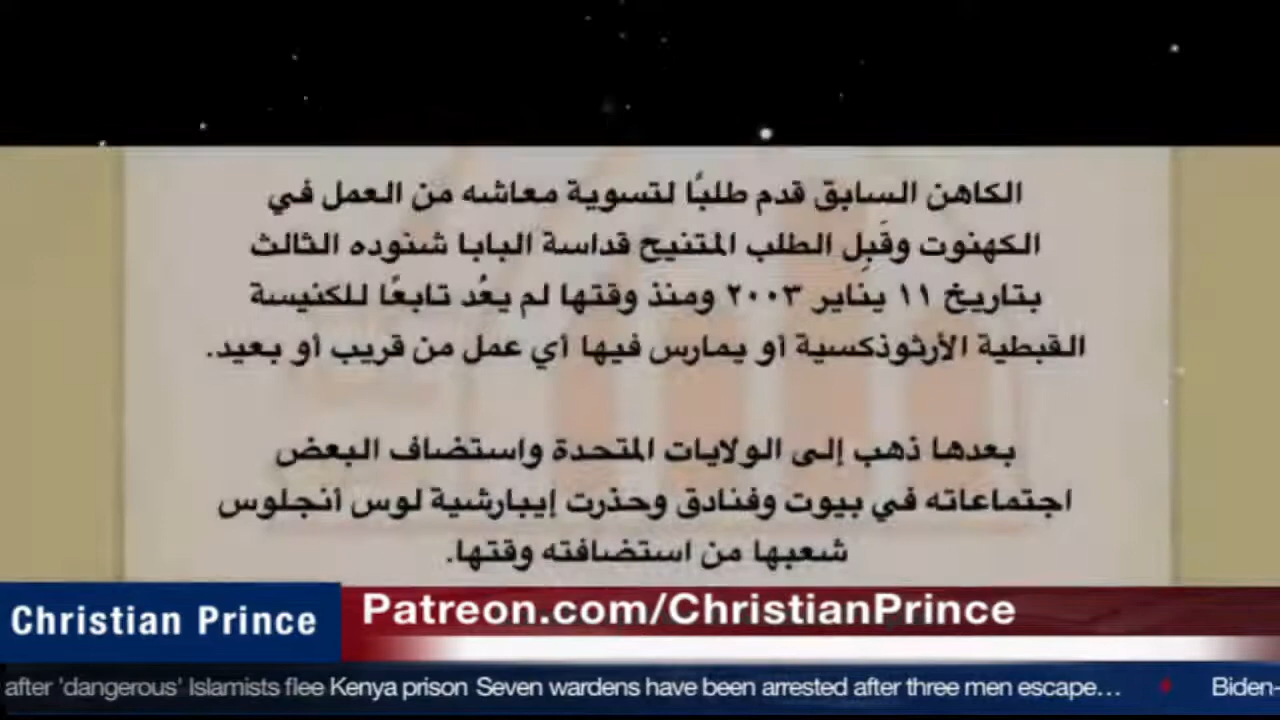 الكاهن السابق قدم طلبًا لتسوية معاشه من العمل في
الكهنوت وقَبِل الطلب المتنيح قداسة البابا شنوده الثالث
بتاريخ ١١ يناير ٢٠٠٣ ومنذ وقتها لم يعُد تابعًا للكنيسة
القبطية الأرثوذكسية أو يمارس فيها أي عمل من قريب أو بعيد.
بعدها ذهب إلى الولايات المتحدة واستضاف البعض
اجتماعاته في بيوت وفنادق وحذرت إيبارشية لوس أنجلوس
شعبها من استضافته وقتها.
Christian Prince
Patreon.com/ChristianPrince
after 'dangerous' Islamists flee Kenya prison Seven wardens have been arrested after three men escape... Biden-